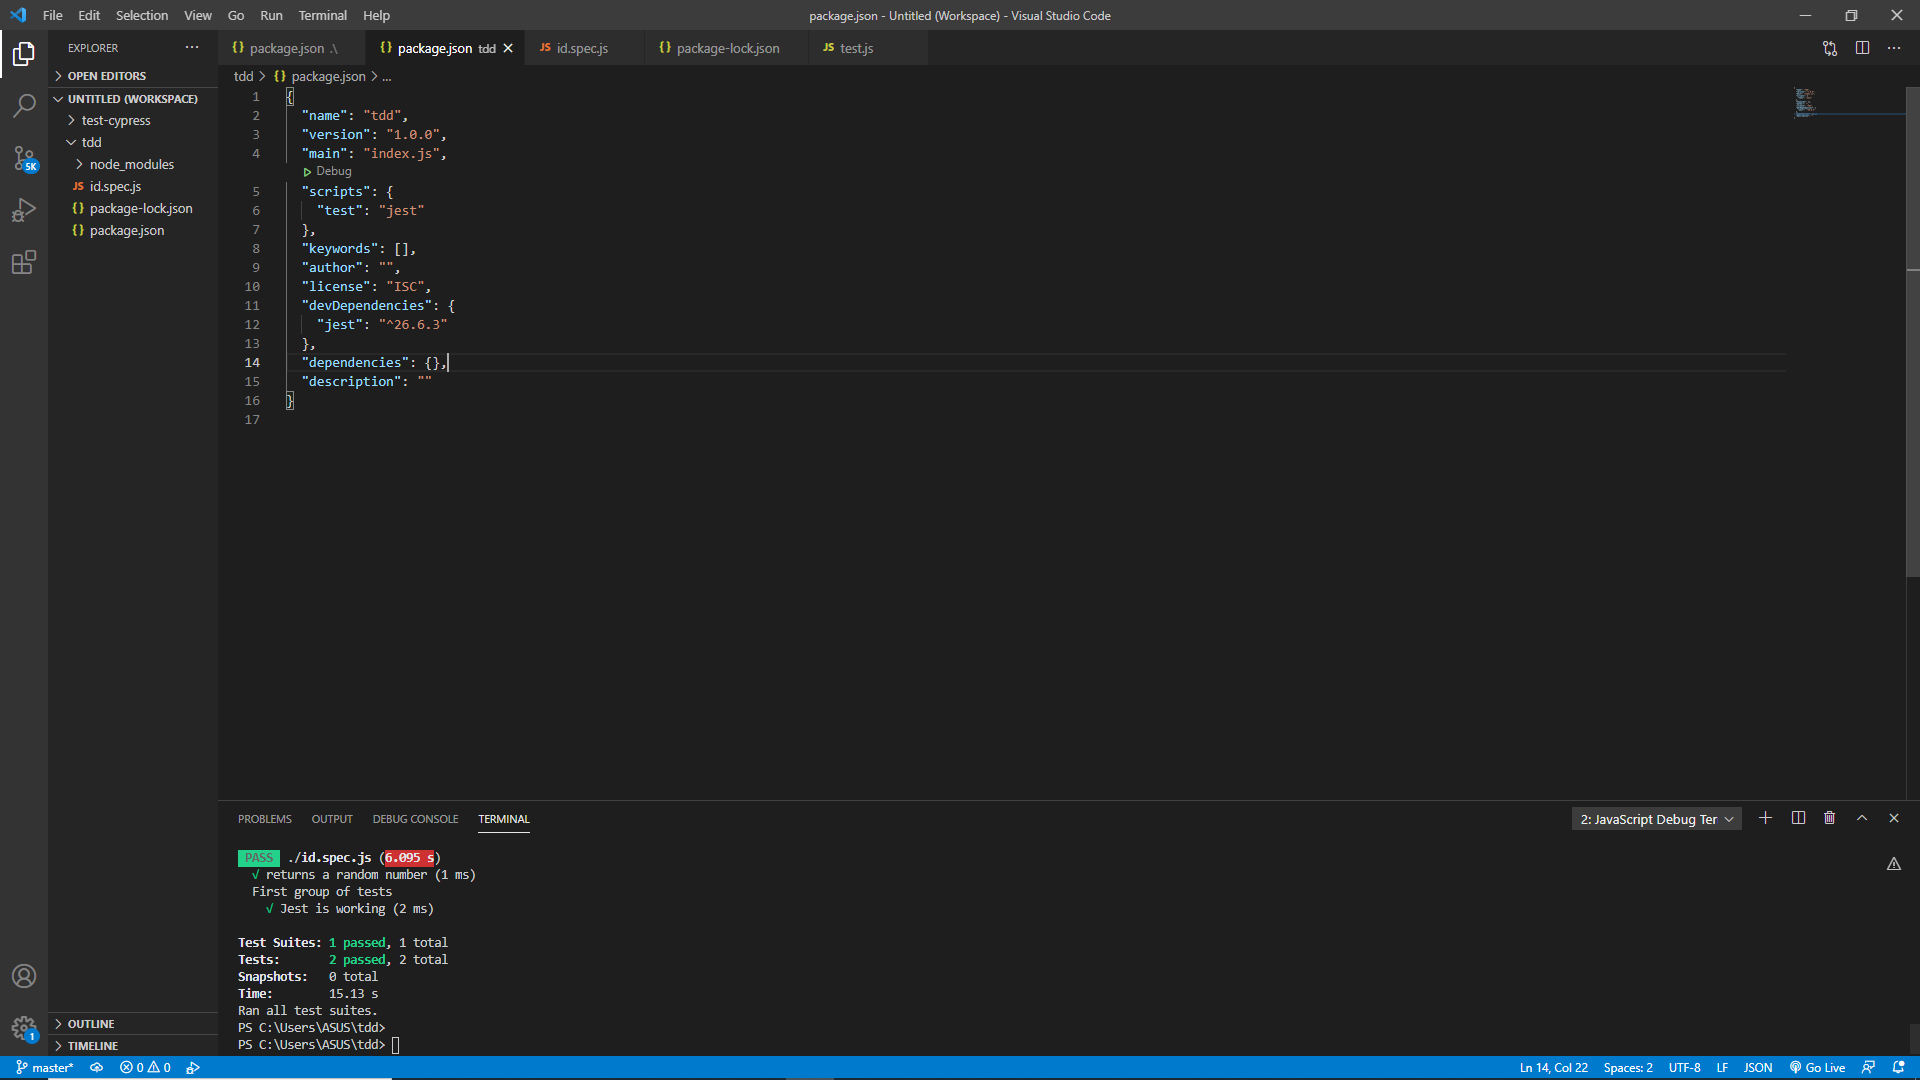 File Edit Selection View Go Run Terminal Help
package.json - Untitled (Workspace) - Visual Studio Code
EXPLORER
OPEN EDITORS
UNTITLED (WORKSPACE)
test-cypress
tdd
node_modules
JS id.spec.js
{} package-lock.json
{} package.json
OUTLINE
TIMELINE
5K
1
{} package.json .\
{} package.json tdd
JS id.spec.js
{} package-lock.json
JS test.js
tdd > {} package.json > ...
1 {
2 "name": "tdd",
3 "version": "1.0.0",
4 "main": "index.js",
Debug
5 "scripts": {
6 "test": "jest"
7 },
8 "keywords": [],
9 "author": "",
10 "license": "ISC",
11 "devDependencies": {
12 "jest": "^26.6.3"
13 },
14 "dependencies": {},
15 "description": ""
16 }
17
PROBLEMS OUTPUT DEBUG CONSOLE TERMINAL
2: JavaScript Debug Ter
PASS ./id.spec.js (6.095 s)
√ returns a random number (1 ms)
First group of tests
√ Jest is working (2 ms)
Test Suites: 1 passed, 1 total
Tests: 2 passed, 2 total
Snapshots: 0 total
Time: 15.13 s
Ran all test suites.
PS C:\Users\ASUS\tdd>
PS C:\Users\ASUS\tdd>
master* 0 0
Ln 14, Col 22 Spaces: 2 UTF-8 LF JSON Go Live